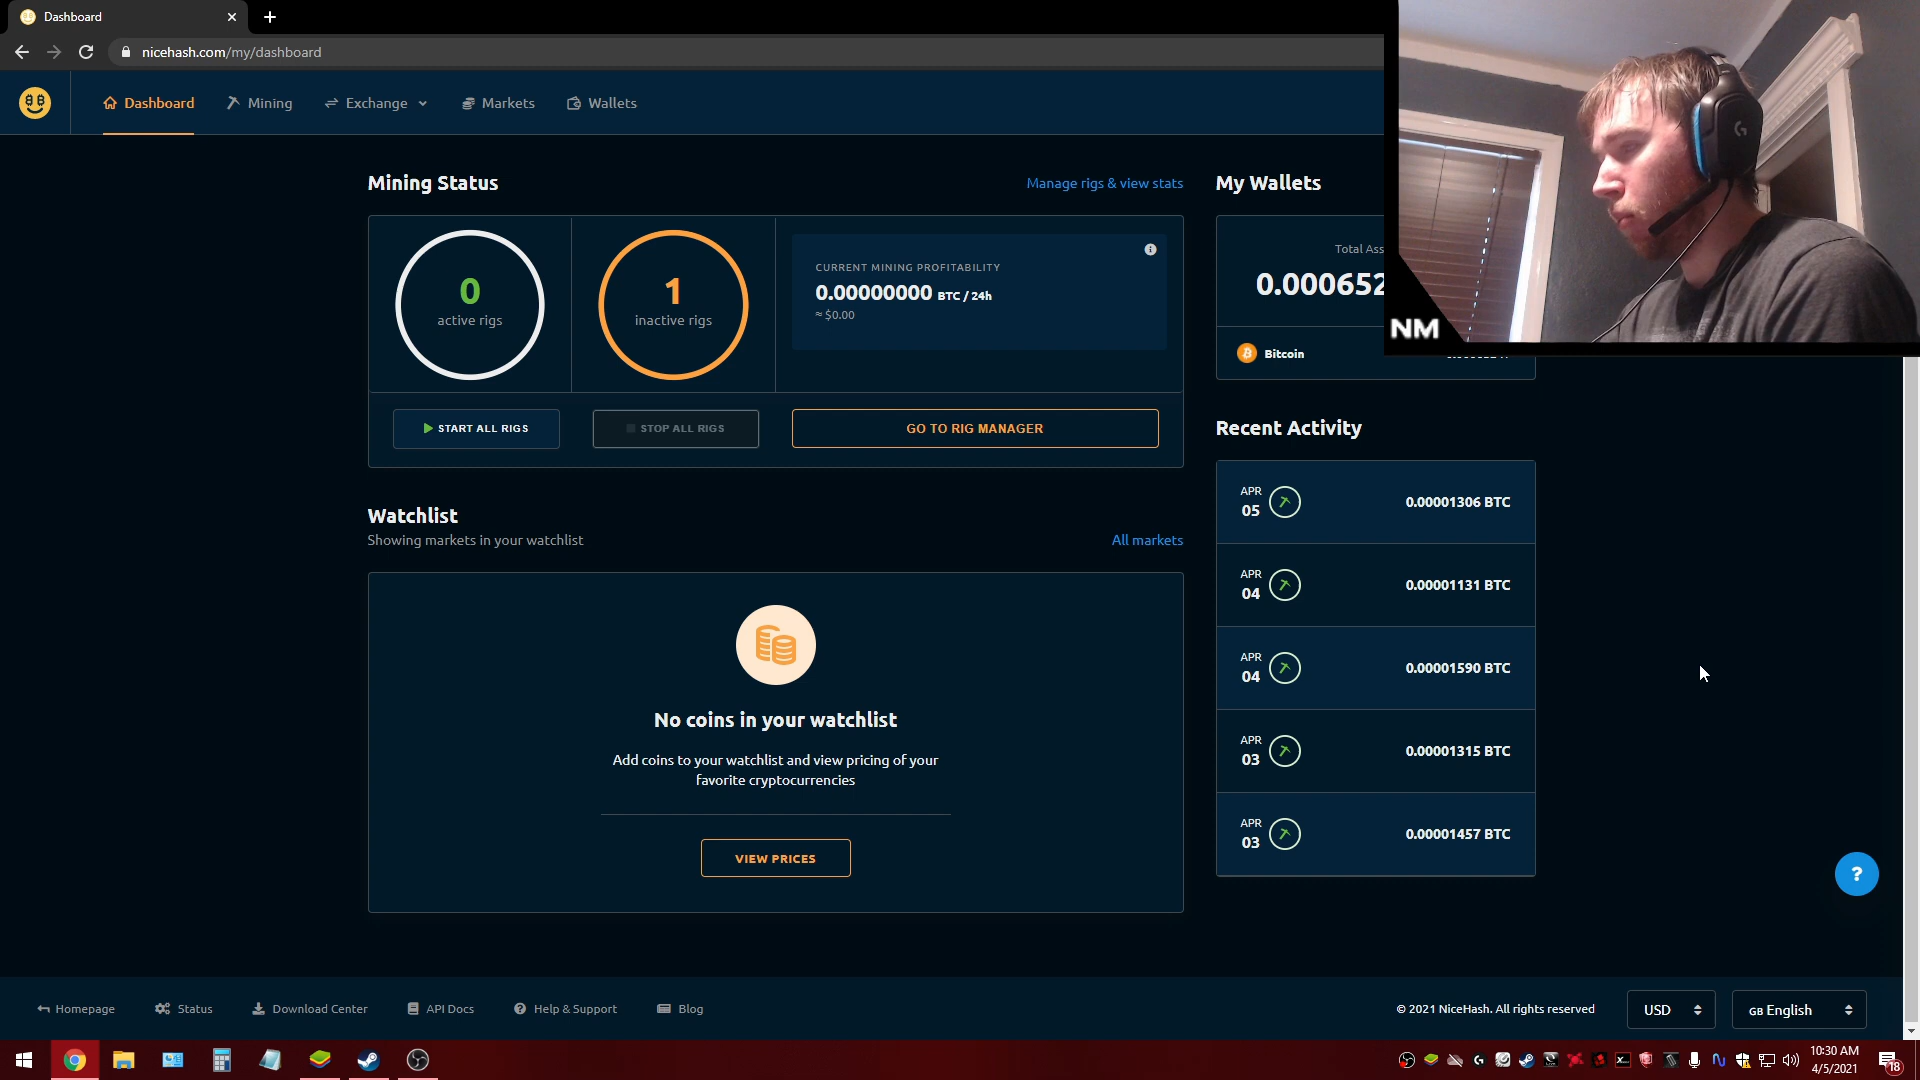 Dashboard
nicehash.com/my/dashboard
Dashboard Mining Exchange Markets Wallets
Mining Status
Manage rigs & view stats
0
active rigs
1
inactive rigs
CURRENT MINING PROFITABILITY
0.00000000 BTC / 24h
≈ $0.00
START ALL RIGS
STOP ALL RIGS
GO TO RIG MANAGER
My Wallets
Total Ass
0.000652
Bitcoin
NM
Watchlist
Showing markets in your watchlist
All markets
No coins in your watchlist
Add coins to your watchlist and view pricing of your
favorite cryptocurrencies
VIEW PRICES
Recent Activity
APR
05
0.00001306 BTC
APR
04
0.00001131 BTC
APR
04
0.00001590 BTC
APR
03
0.00001315 BTC
APR
03
0.00001457 BTC
?
Homepage Status Download Center API Docs Help & Support Blog
© 2021 NiceHash. All rights reserved
USD
GB English
10:30 AM
4/5/2021
18